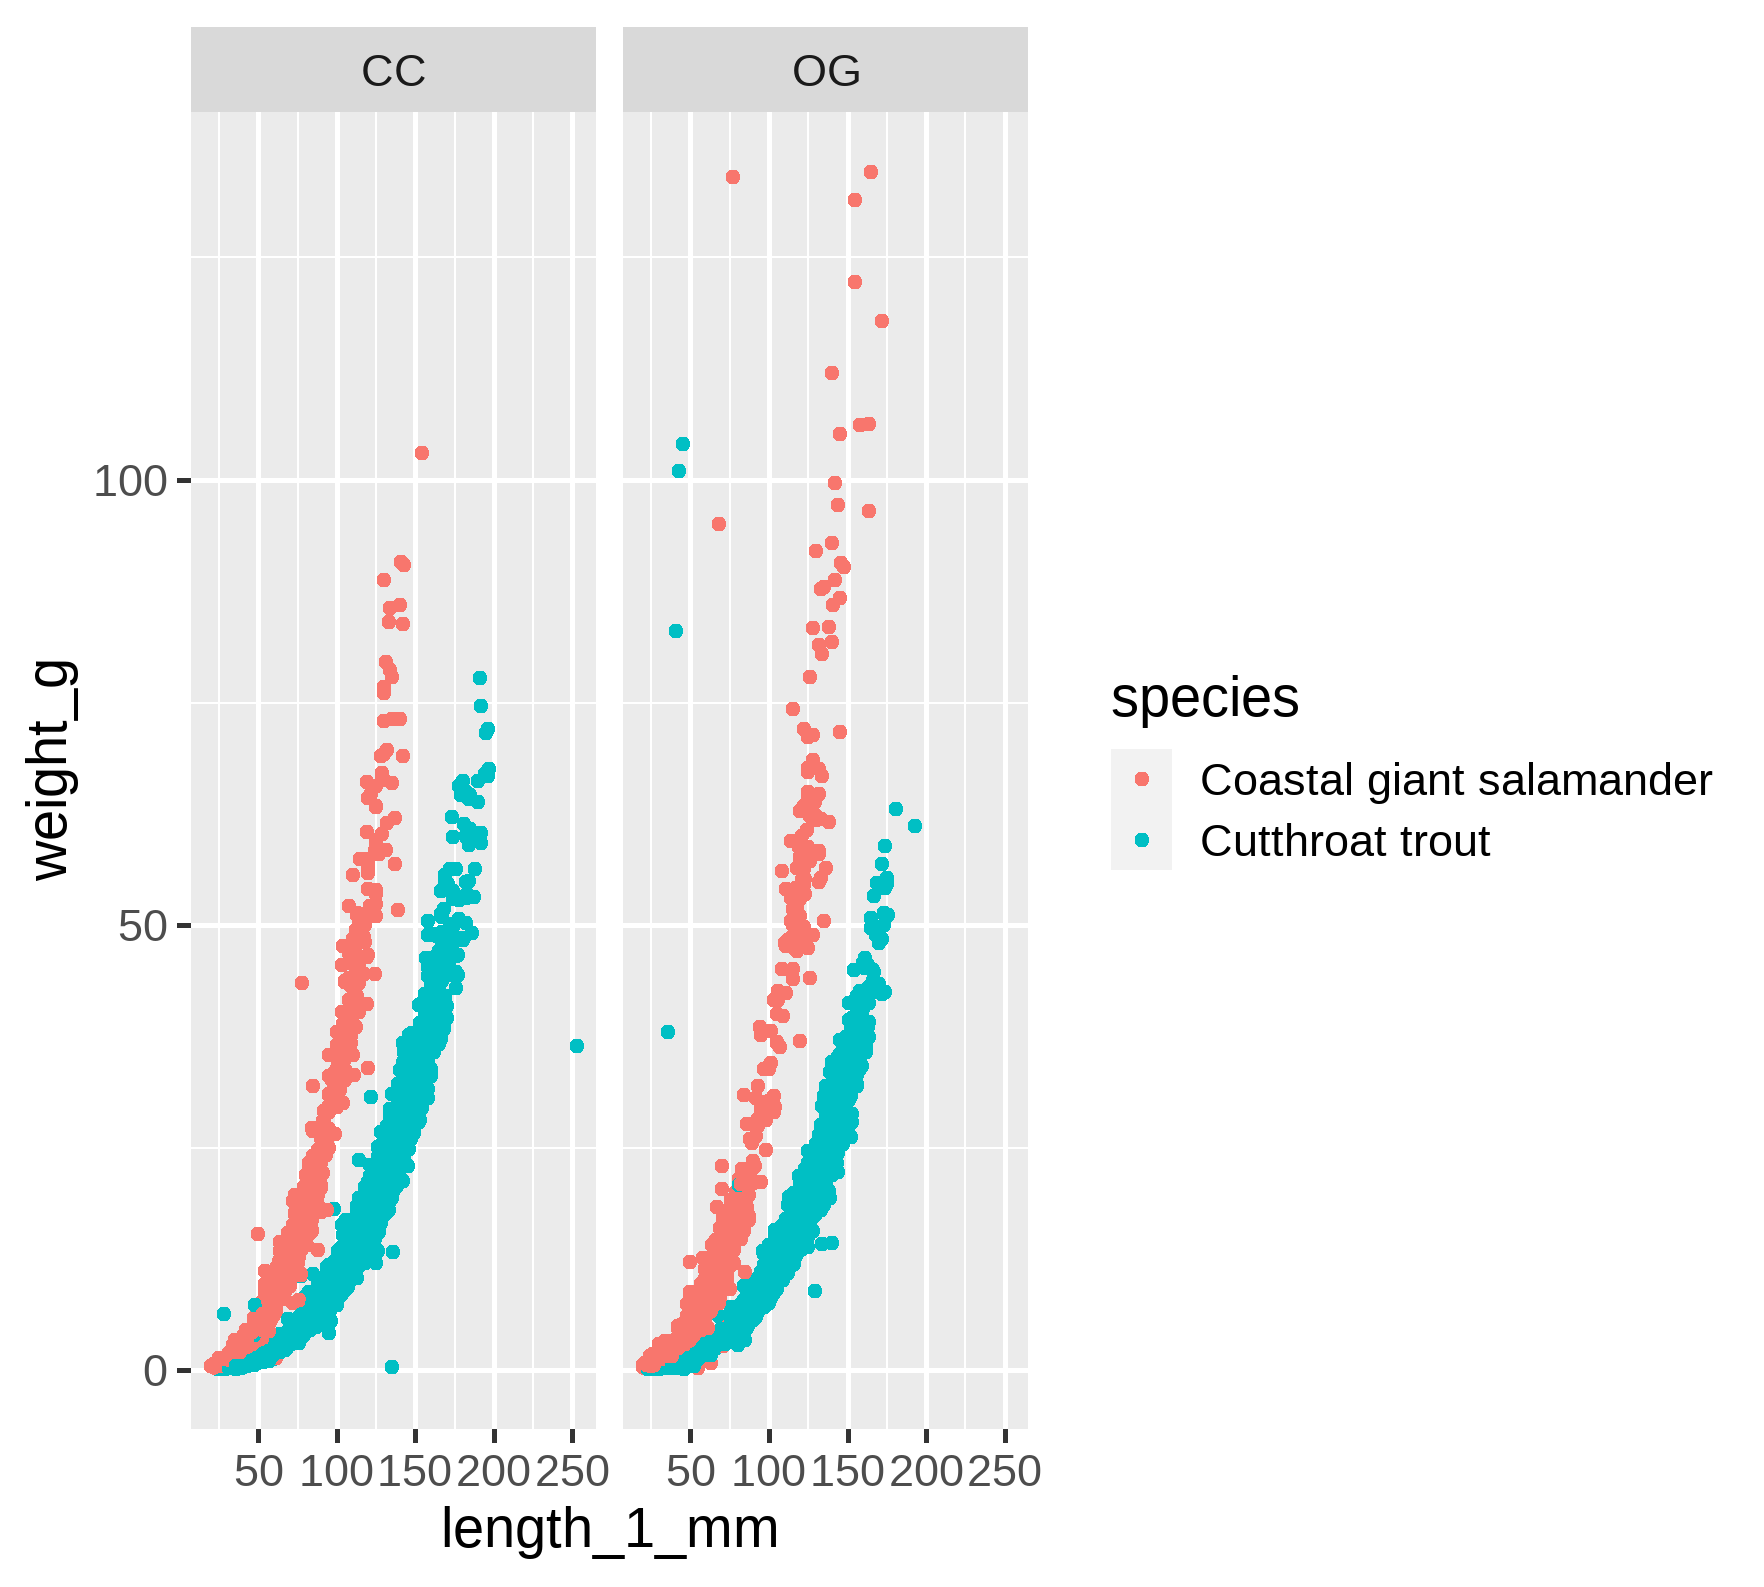 CC
OG
100
50
0
weight_g
50 100 150 200 250
50 100 150 200 250
length_1_mm
species
Coastal giant salamander
Cutthroat trout